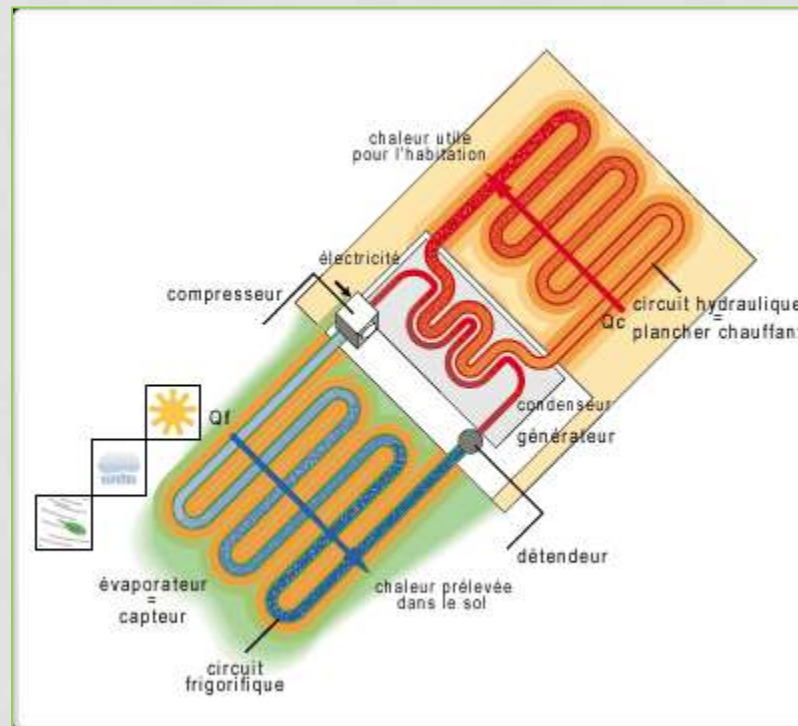 chaleur utile
pour l'habitation
électricité
compresseur
circuit hydraulique
=
plancher chauffant
Qc
condenseur
générateur
Qf
détendeur
chaleur prélevée
dans le sol
évaporateur
=
capteur
circuit
frigorifique